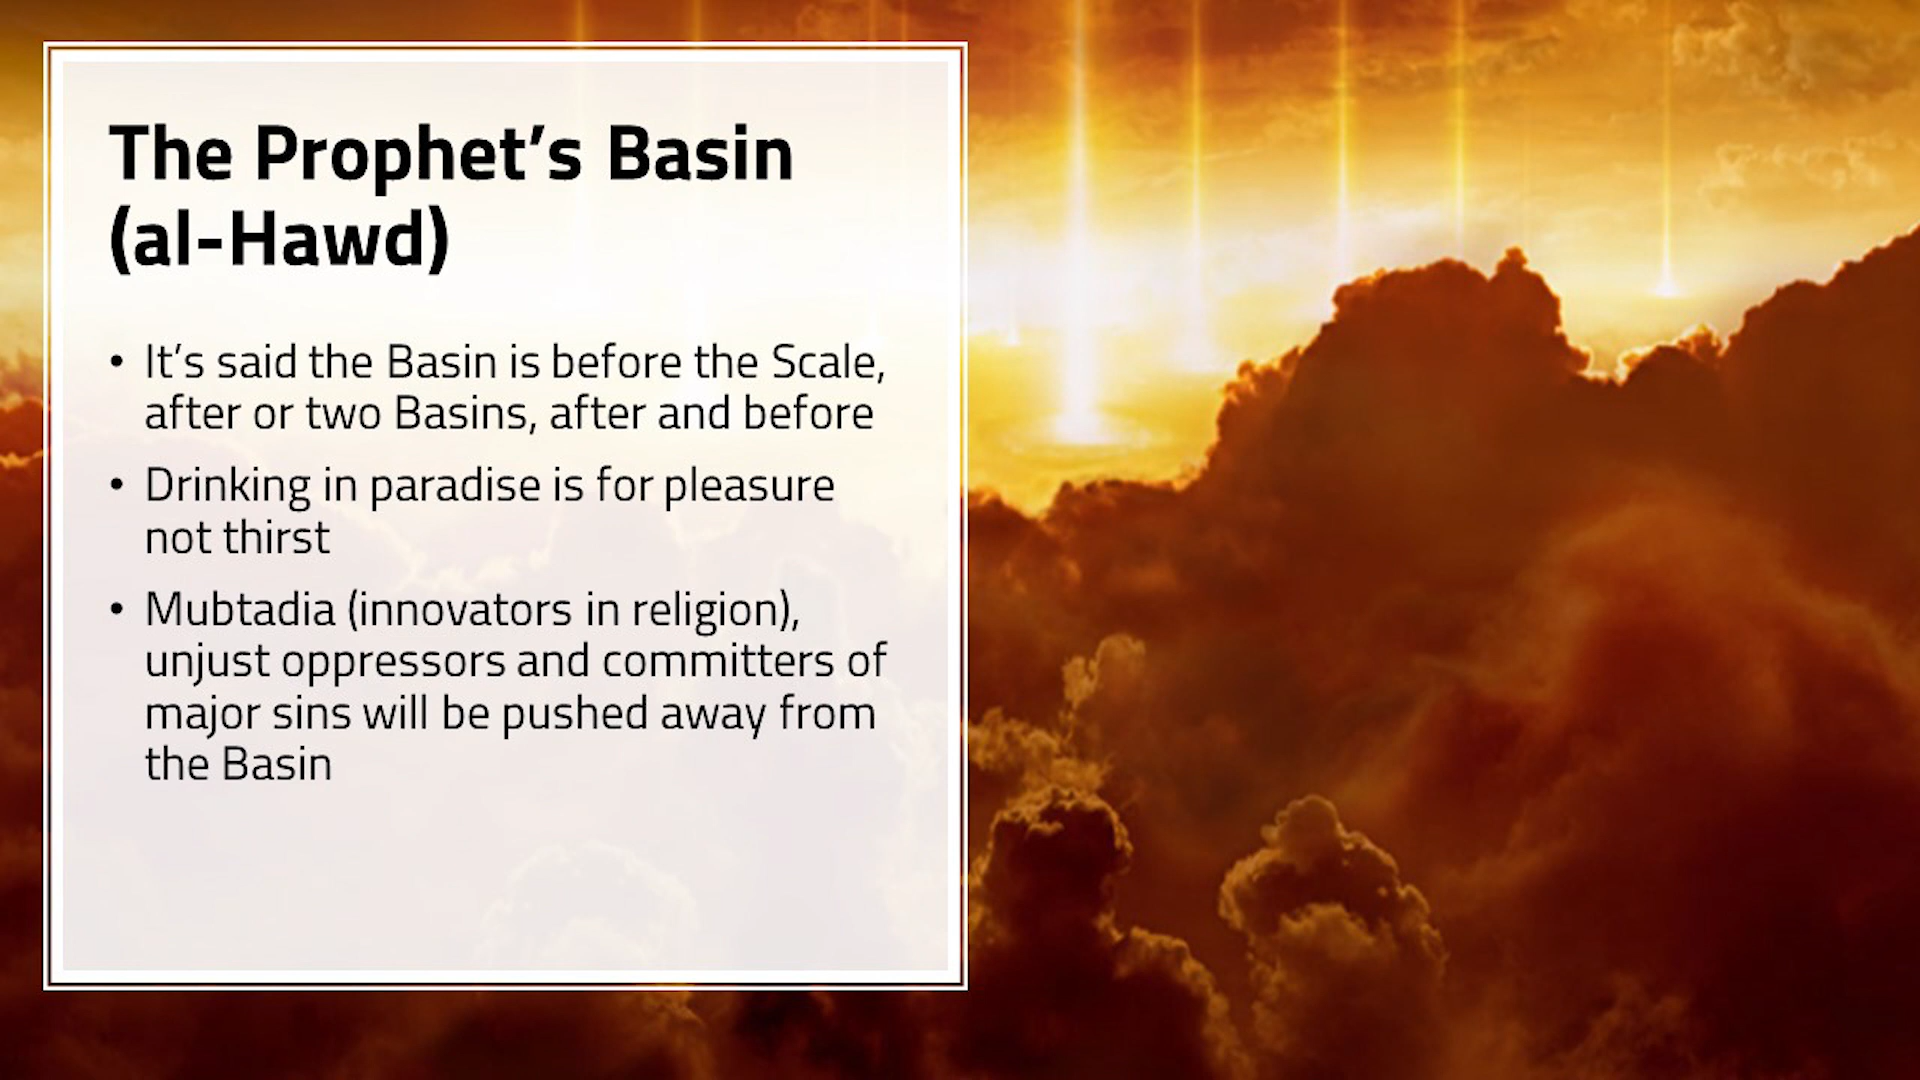 The Prophet’s Basin
(al-Hawd)
• It’s said the Basin is before the Scale,
after or two Basins, after and before
• Drinking in paradise is for pleasure
not thirst
• Mubtadia (innovators in religion),
unjust oppressors and committers of
major sins will be pushed away from
the Basin